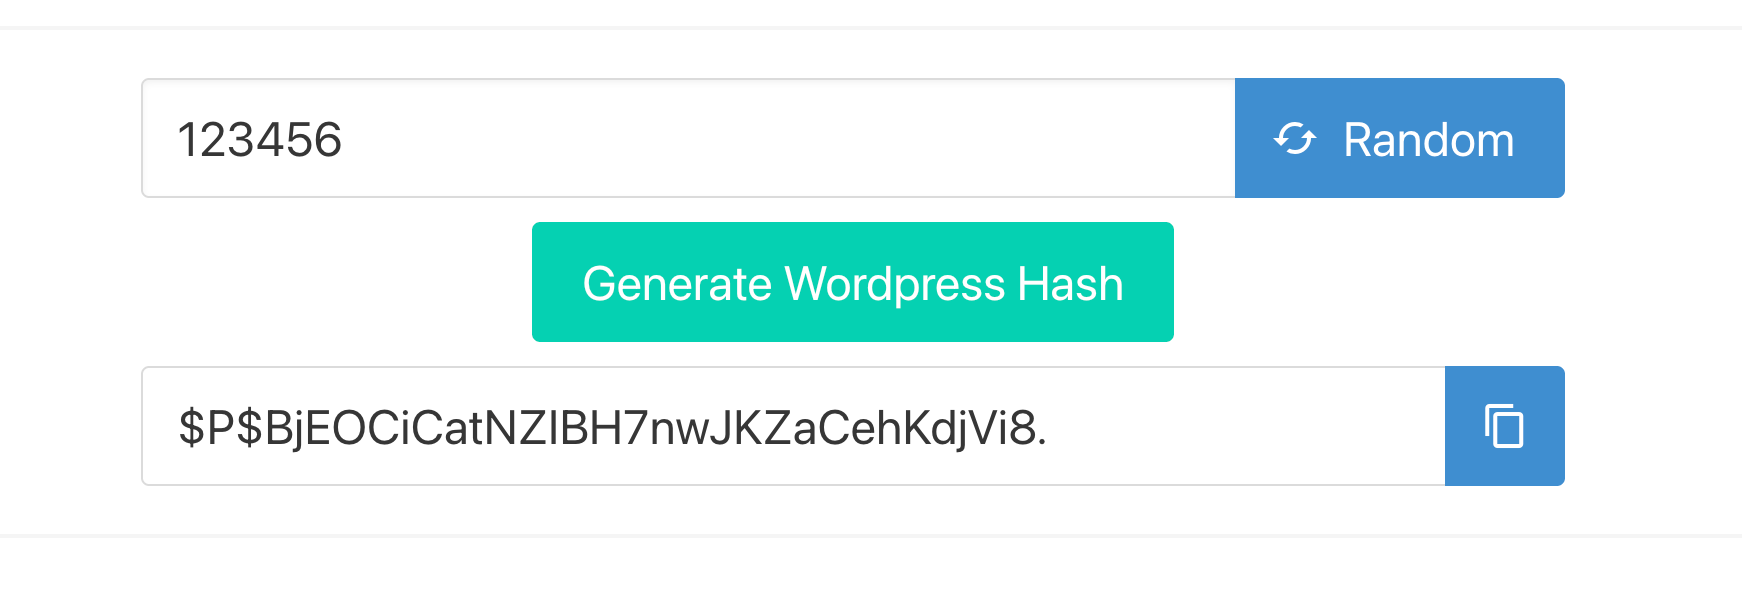 123456
Random
Generate Wordpress Hash
$P$BjEOCiCatNZIBH7nwJKZaCehKdjVi8.